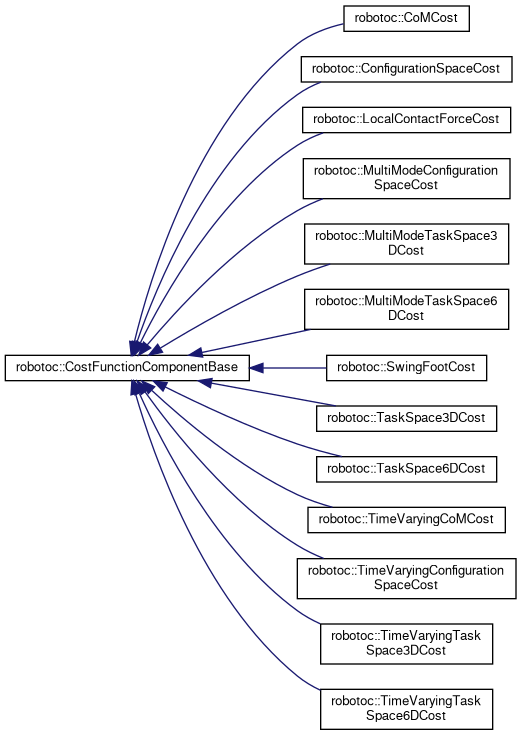 robotoc::CoMCost
robotoc::ConfigurationSpaceCost
robotoc::LocalContactForceCost
robotoc::MultiModeConfiguration
SpaceCost
robotoc::MultiModeTaskSpace3
DCost
robotoc::MultiModeTaskSpace6
DCost
robotoc::CostFunctionComponentBase
robotoc::SwingFootCost
robotoc::TaskSpace3DCost
robotoc::TaskSpace6DCost
robotoc::TimeVaryingCoMCost
robotoc::TimeVaryingConfiguration
SpaceCost
robotoc::TimeVaryingTask
Space3DCost
robotoc::TimeVaryingTask
Space6DCost